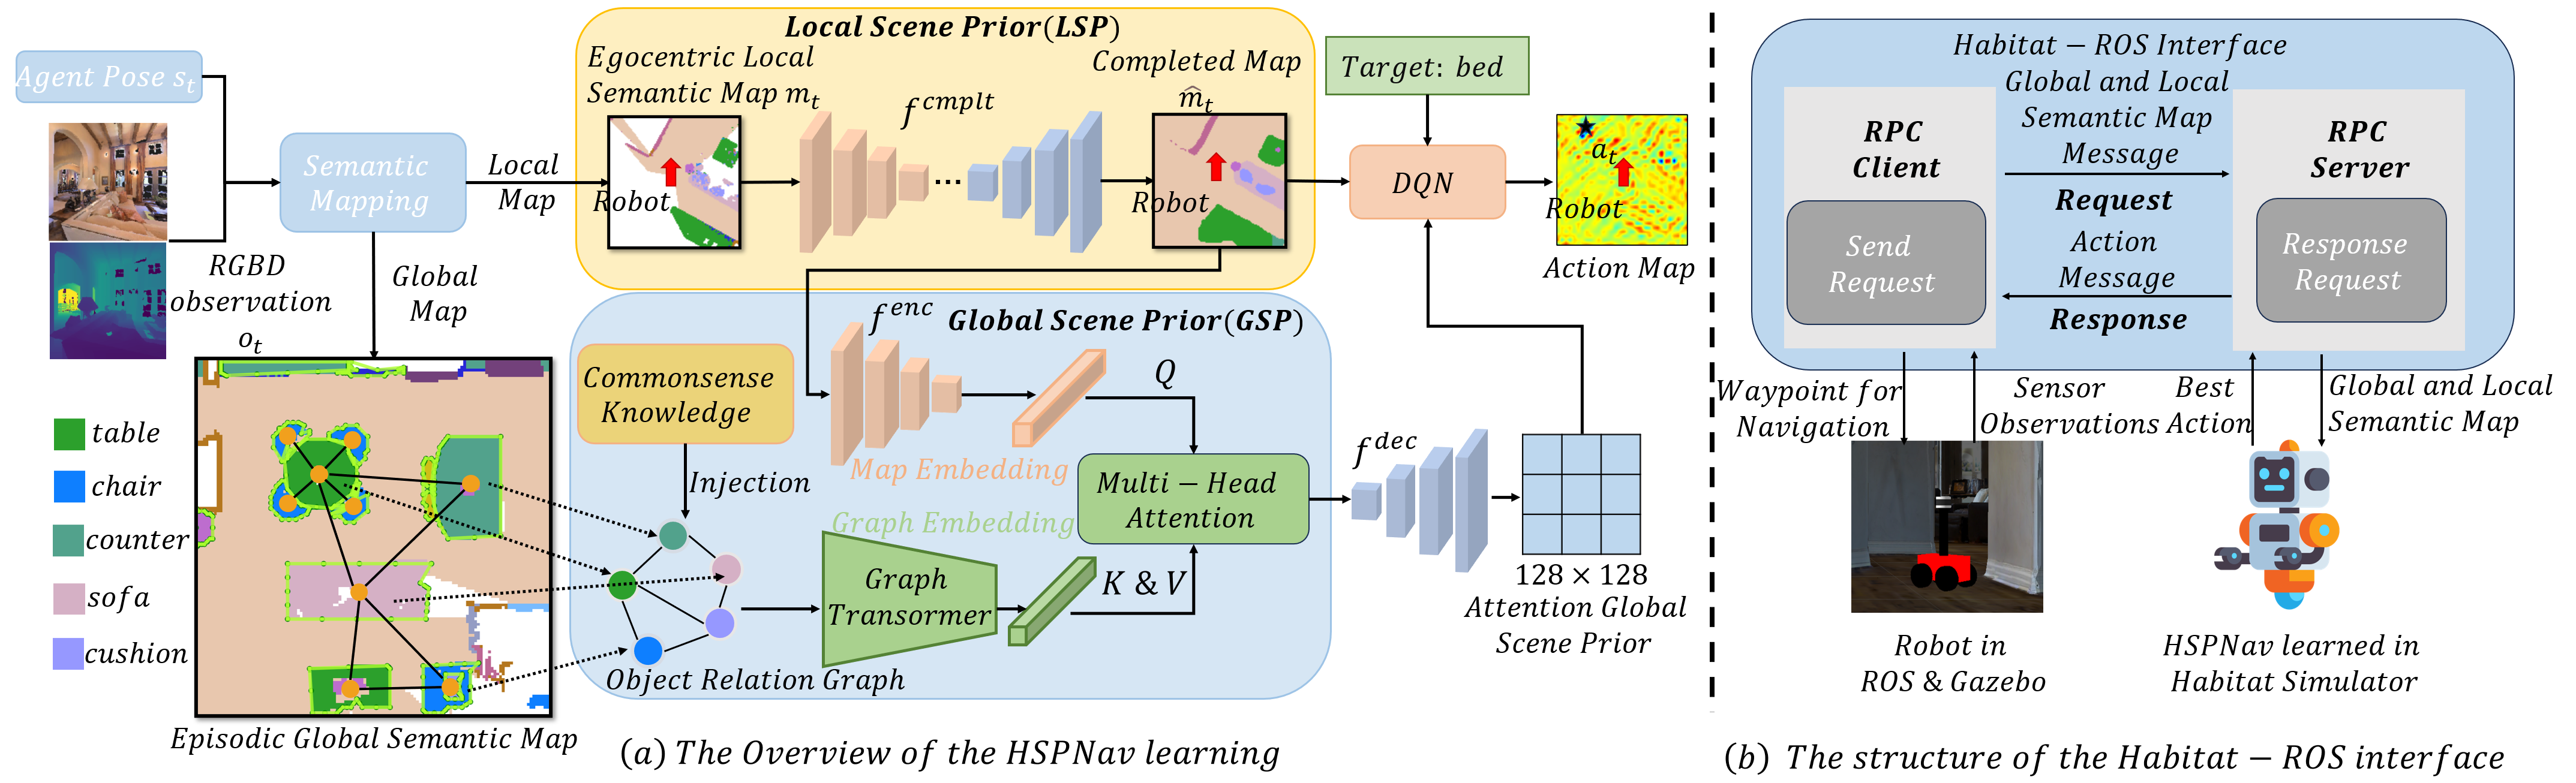 Agent Pose s_t
RGBD
observation
o_t
Semantic
Mapping
Local
Map
Global
Map
table
chair
counter
sofa
cushion
Episodic Global Semantic Map
Local Scene Prior(LSP)
Egocentric Local
Semantic Map m_t
f^cmplt
Completed Map
m̂_t
Robot
Robot
Target: bed
DQN
a_t
Robot
Action Map
Global Scene Prior(GSP)
f^enc
Commonsense
Knowledge
Injection
Map Embedding
Q
Graph Embedding
Multi − Head
Attention
Graph
Transormer
K & V
Object Relation Graph
f^dec
128 × 128
Attention Global
Scene Prior
(a) The Overview of the HSPNav learning
Habitat − ROS Interface
Global and Local
Semantic Map
Message
RPC
Client
RPC
Server
Request
Send
Request
Action
Message
Response
Request
Response
Waypoint for
Navigation
Sensor
Observations
Best
Action
Global and Local
Semantic Map
Robot in
ROS & Gazebo
HSPNav learned in
Habitat Simulator
(b) The structure of the Habitat − ROS interface